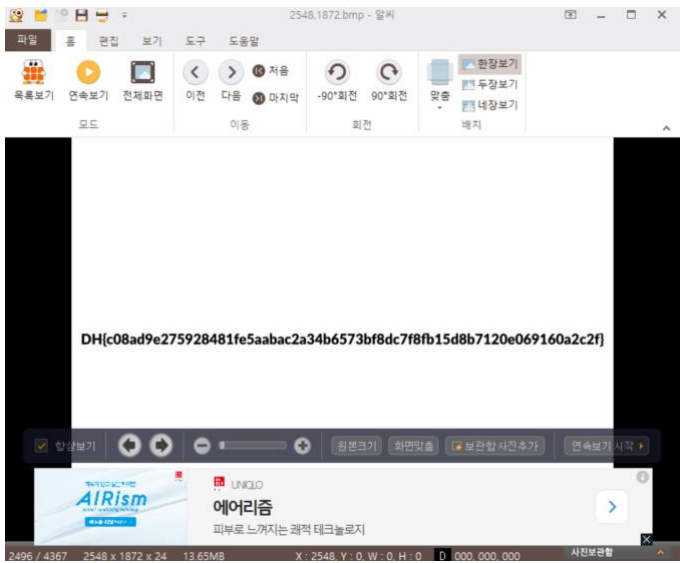 2548,1872.bmp - 알씨
파일 홈 편집 보기 도구 도움말
목록보기 연속보기 전체화면 이전 다음 처음 마지막 -90°회전 90°회전 맞춤 한장보기 두장보기 네장보기
모드 이동 회전 배치
DH{c08ad9e275928481fe5aabac2a34b6573bf8dc7f8fb15d8b7120e069160a2c2f}
항상보기 원본크기 화면맞춤 보관함 사진추가 연속보기 시작
AIRism
UNIQLO
에어리즘
피부로 느껴지는 쾌적 테크놀로지
2496 / 4367 2548 x 1872 x 24 13.65MB X : 2548, Y : 0, W : 0, H : 0 D 000, 000, 000 사진보관함